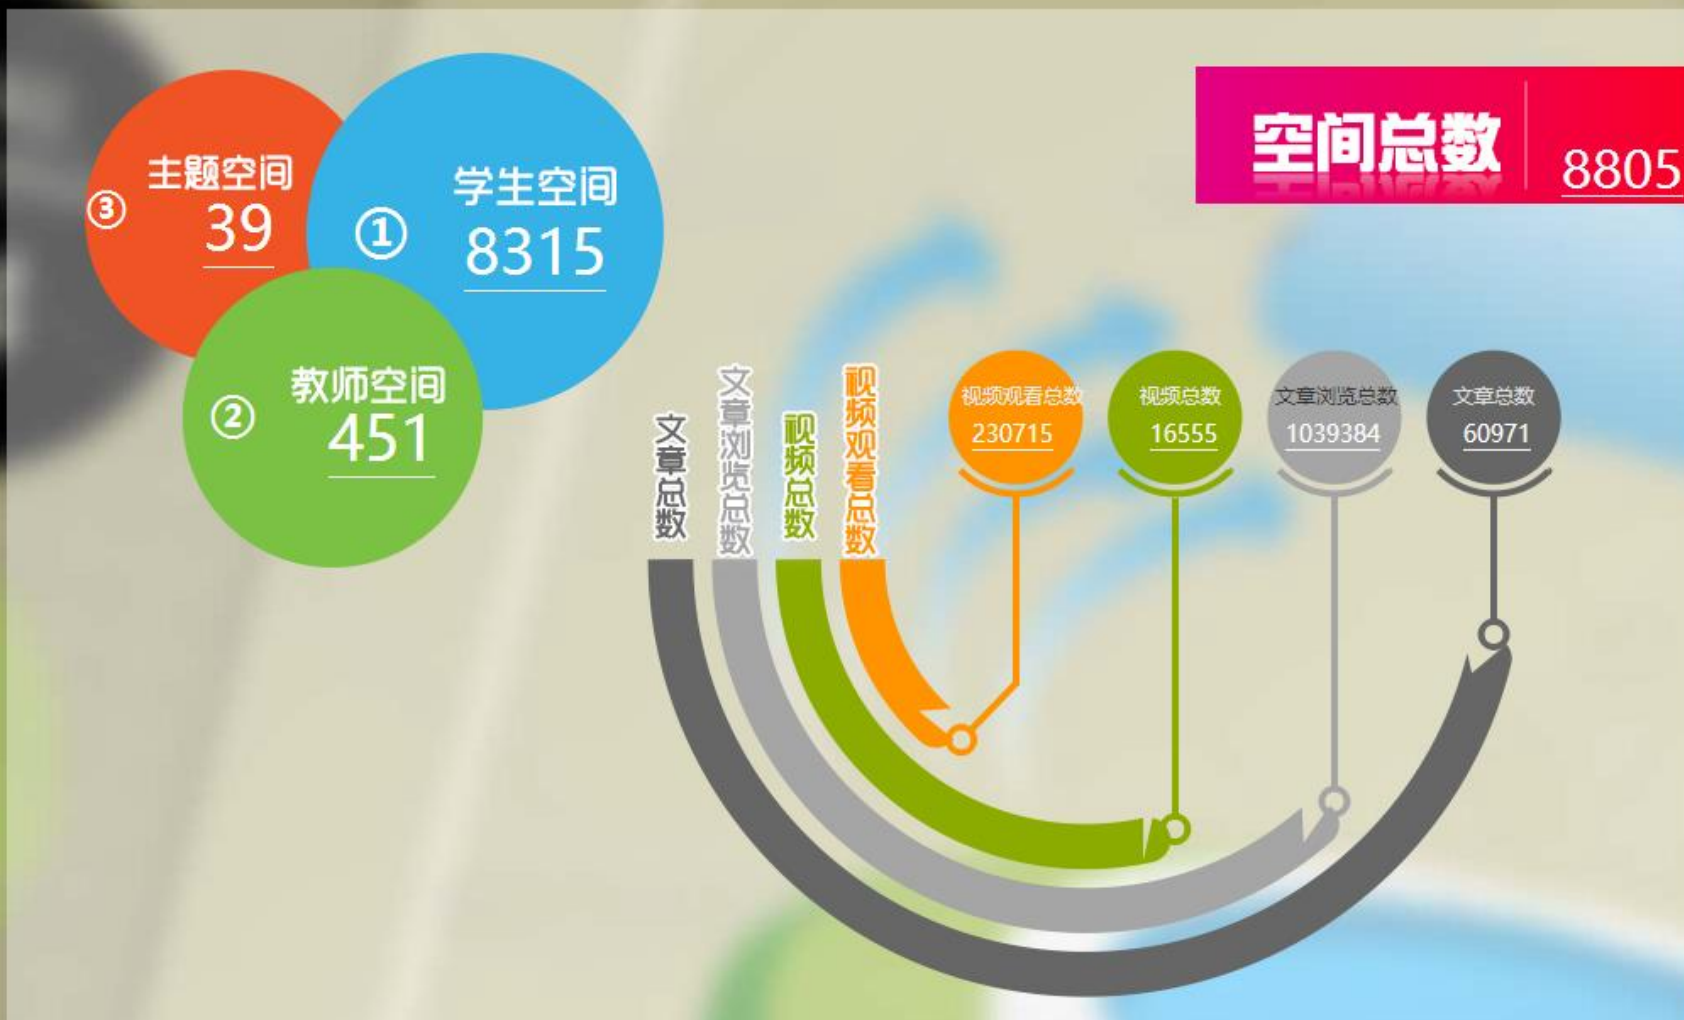 主题空间
③
39
学生空间
①
8315
教师空间
②
451
空间总数
8805
文章总数
文章浏览总数
视频总数
视频观看总数
视频观看总数
230715
视频总数
16555
文章浏览总数
1039384
文章总数
60971